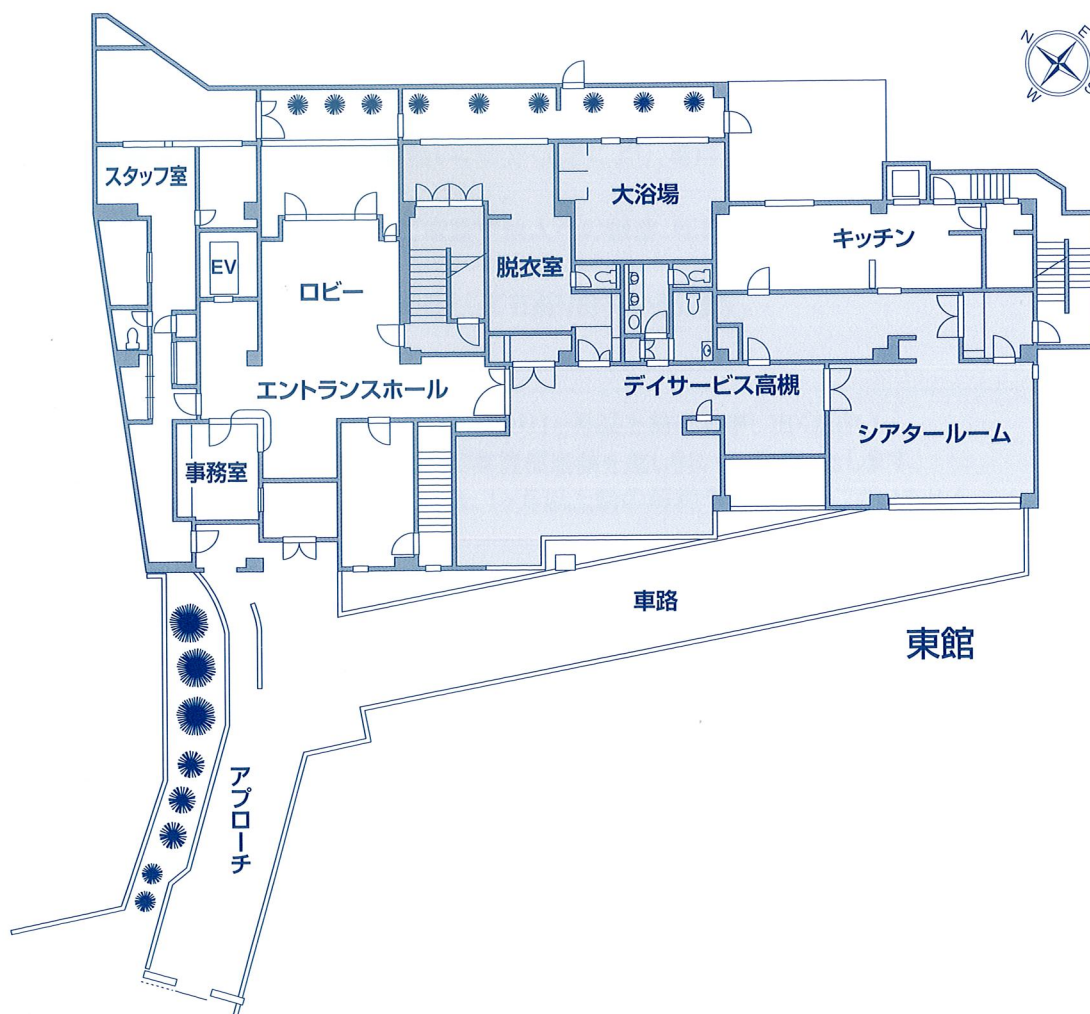 N
E
W
S
スタッフ室
大浴場
キッチン
脱衣室
EV
ロビー
エントランスホール
デイサービス高槻
シアタールーム
事務室
車路
東館
アプローチ